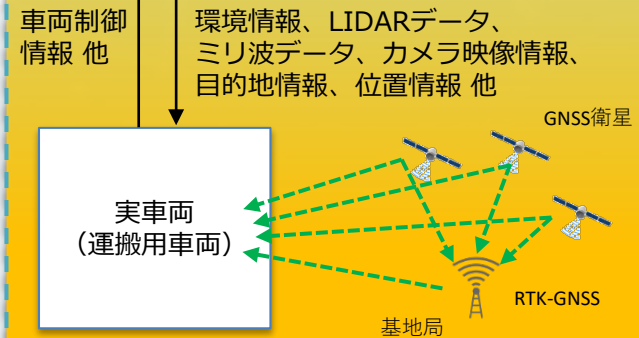 車両制御
情報 他
環境情報、LIDARデータ、
ミリ波データ、カメラ映像情報、
目的地情報、位置情報 他
GNSS衛星
実車両
（運搬用車両）
RTK-GNSS
基地局